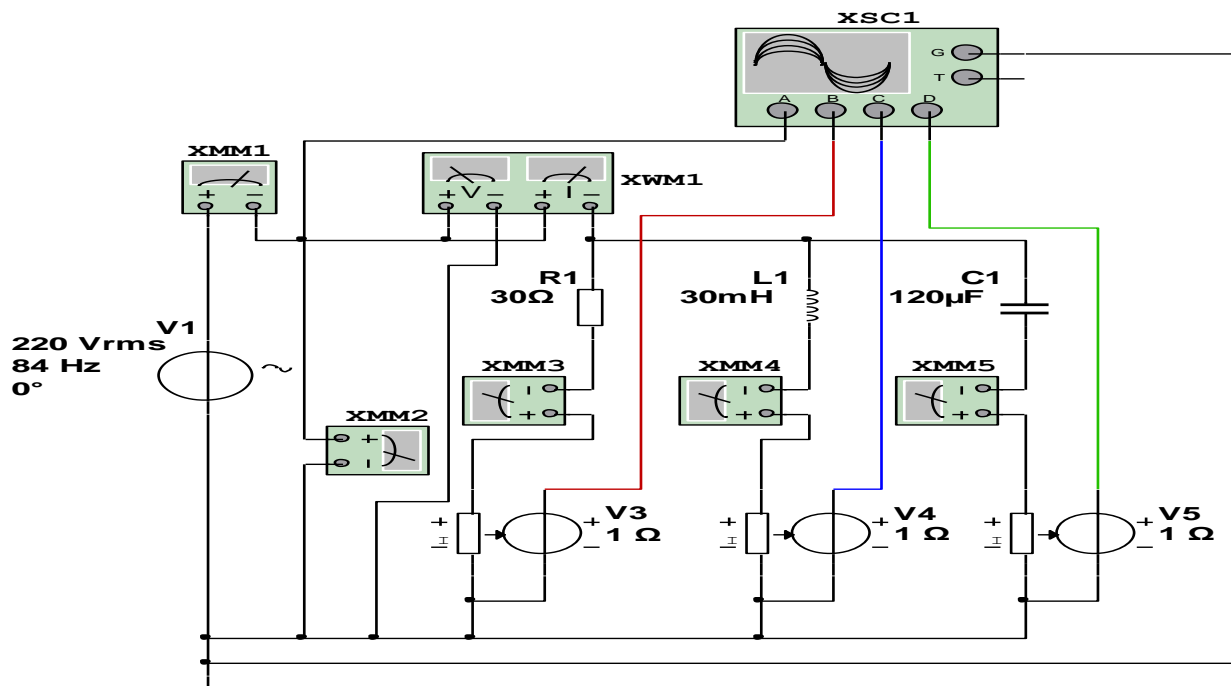 XSC1
G
T
A B C D
XMM1
+ −
XWM1
V I
+ − + −
R1
30Ω
L1
30mH
C1
120µF
V1
220 Vrms
84 Hz
0°
XMM3
XMM4
XMM5
XMM2
V3
1 Ω
V4
1 Ω
V5
1 Ω